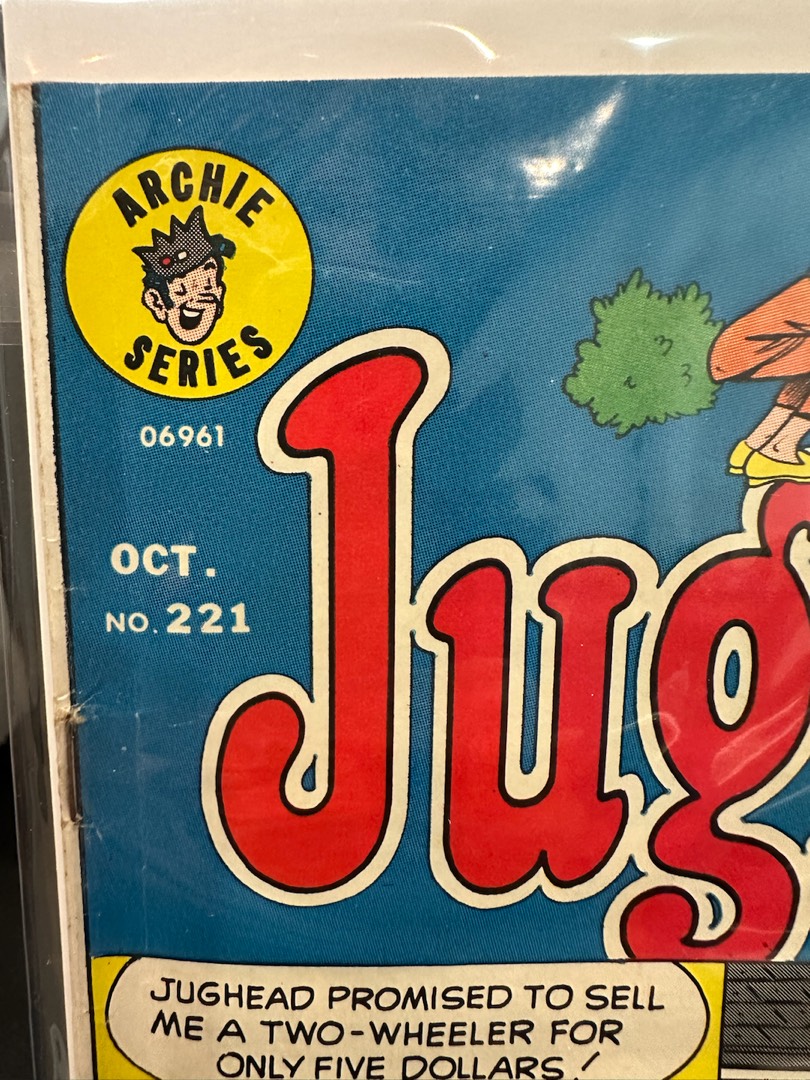 ARCHIE
SERIES
06961
OCT.
NO. 221
Jug
JUGHEAD PROMISED TO SELL
ME A TWO-WHEELER FOR
ONLY FIVE DOLLARS!